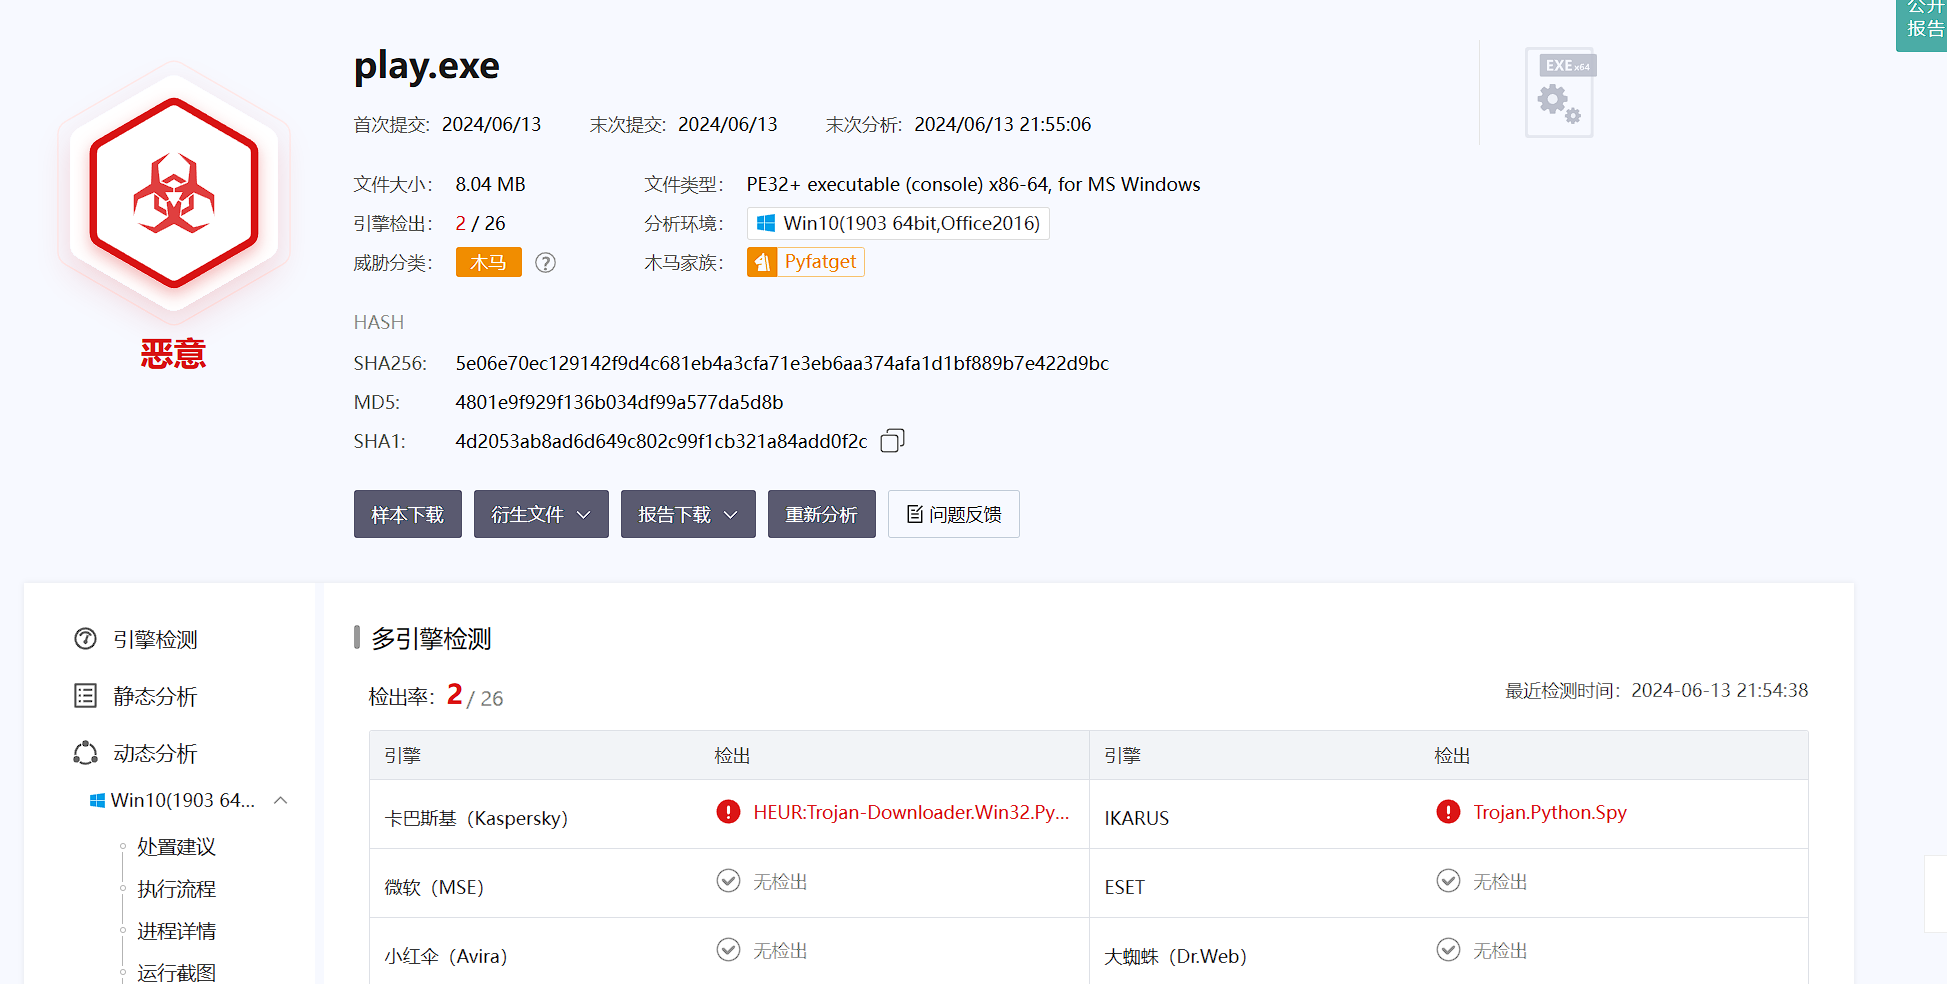 公开
报告
play.exe
EXE x64
首次提交: 2024/06/13 末次提交: 2024/06/13 末次分析: 2024/06/13 21:55:06
文件大小: 8.04 MB 文件类型: PE32+ executable (console) x86-64, for MS Windows
引擎检出: 2 / 26 分析环境: Win10(1903 64bit,Office2016)
威胁分类: 木马 ? 木马家族: Pyfatget
恶意
HASH
SHA256: 5e06e70ec129142f9d4c681eb4a3cfa71e3eb6aa374afa1d1bf889b7e422d9bc
MD5: 4801e9f929f136b034df99a577da5d8b
SHA1: 4d2053ab8ad6d649c802c99f1cb321a84add0f2c
样本下载 衍生文件 报告下载 重新分析 问题反馈
引擎检测
静态分析
动态分析
Win10(1903 64...
处置建议
执行流程
进程详情
运行截图
多引擎检测
检出率: 2 / 26 最近检测时间: 2024-06-13 21:54:38
引擎 检出 引擎 检出
卡巴斯基（Kaspersky） HEUR:Trojan-Downloader.Win32.Py... IKARUS Trojan.Python.Spy
微软（MSE） 无检出 ESET 无检出
小红伞（Avira） 无检出 大蜘蛛（Dr.Web） 无检出